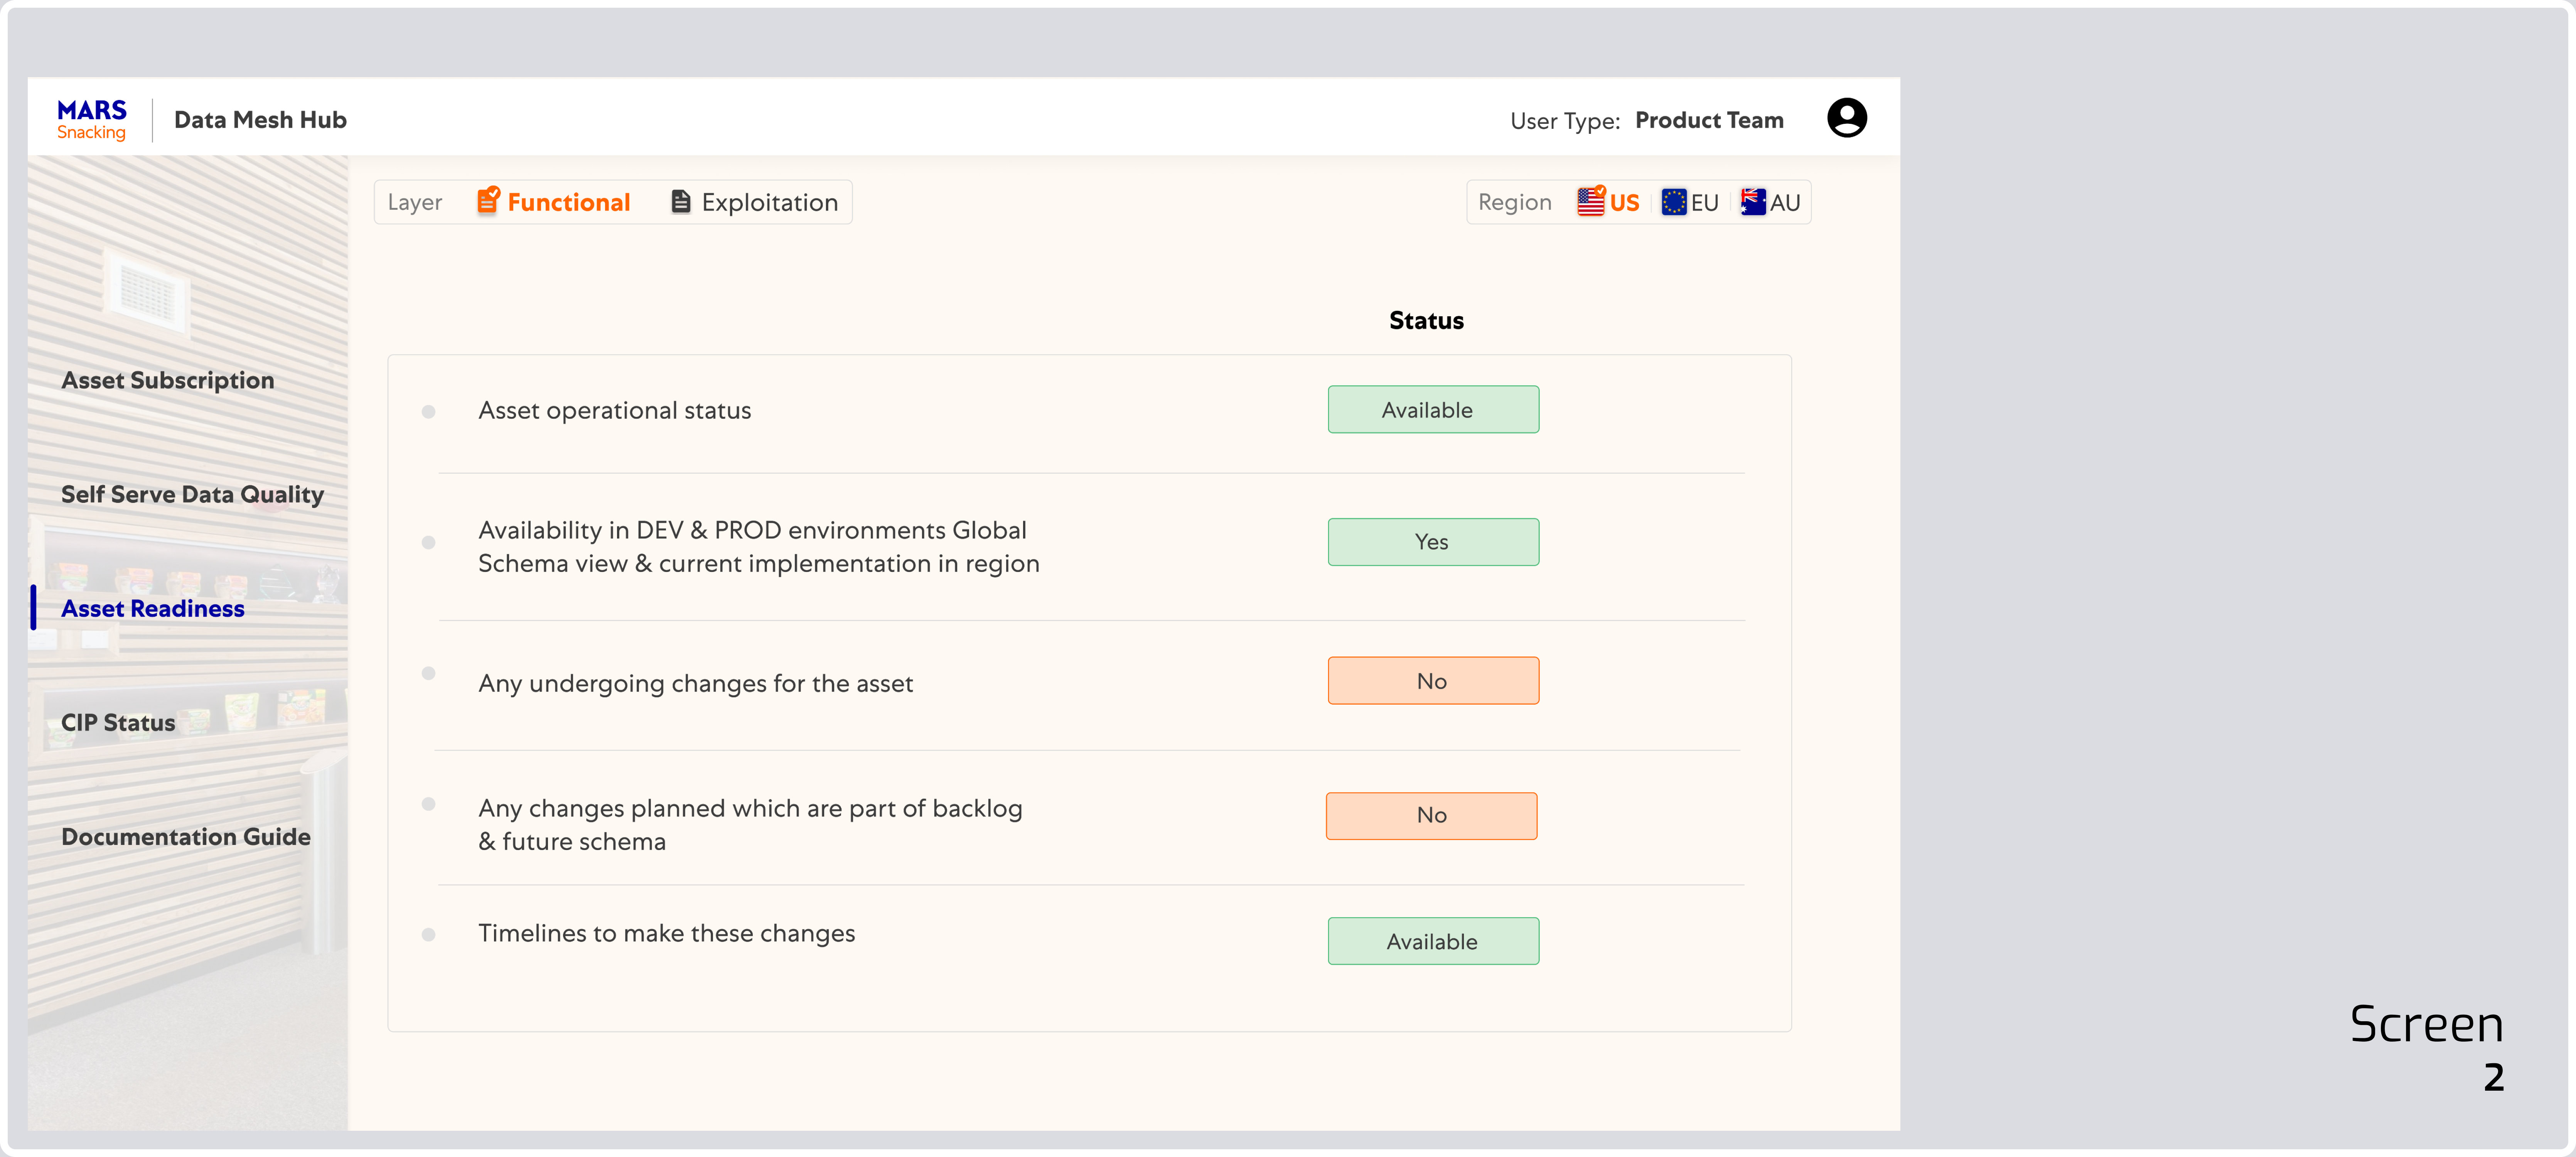 MARS
Snacking
Data Mesh Hub
User Type: Product Team
Layer Functional Exploitation
Region US EU AU
Status
Asset Subscription
Self Serve Data Quality
Asset Readiness
CIP Status
Documentation Guide
Asset operational status
Available
Availability in DEV & PROD environments Global
Schema view & current implementation in region
Yes
Any undergoing changes for the asset
No
Any changes planned which are part of backlog
& future schema
No
Timelines to make these changes
Available
Screen
2